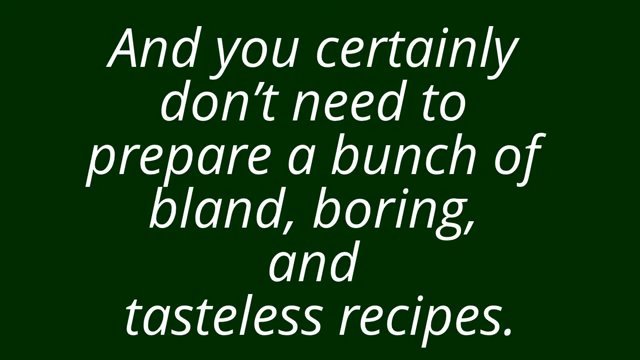 And you certainly
don’t need to
prepare a bunch of
bland, boring,
and
tasteless recipes.